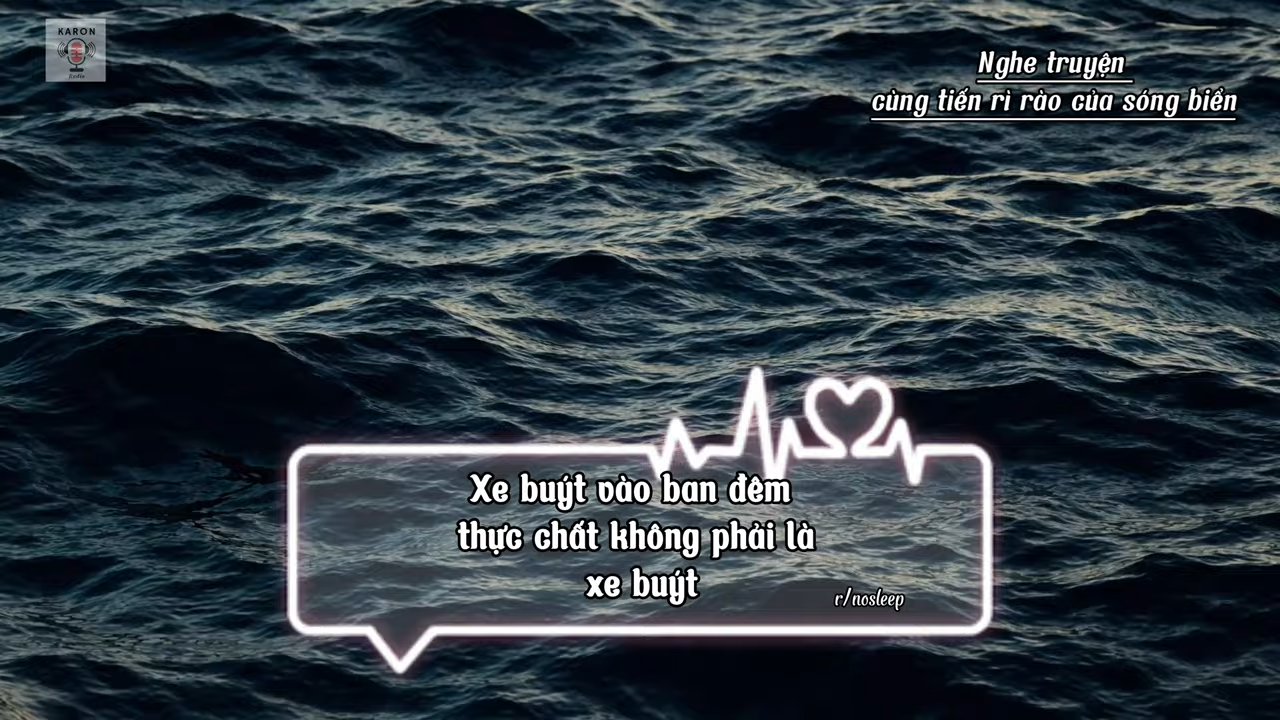 KARON
Radio
Nghe truyện
cùng tiến rì rào của sóng biển
Xe buýt vào ban đêm
thực chất không phải là
xe buýt
r/nosleep